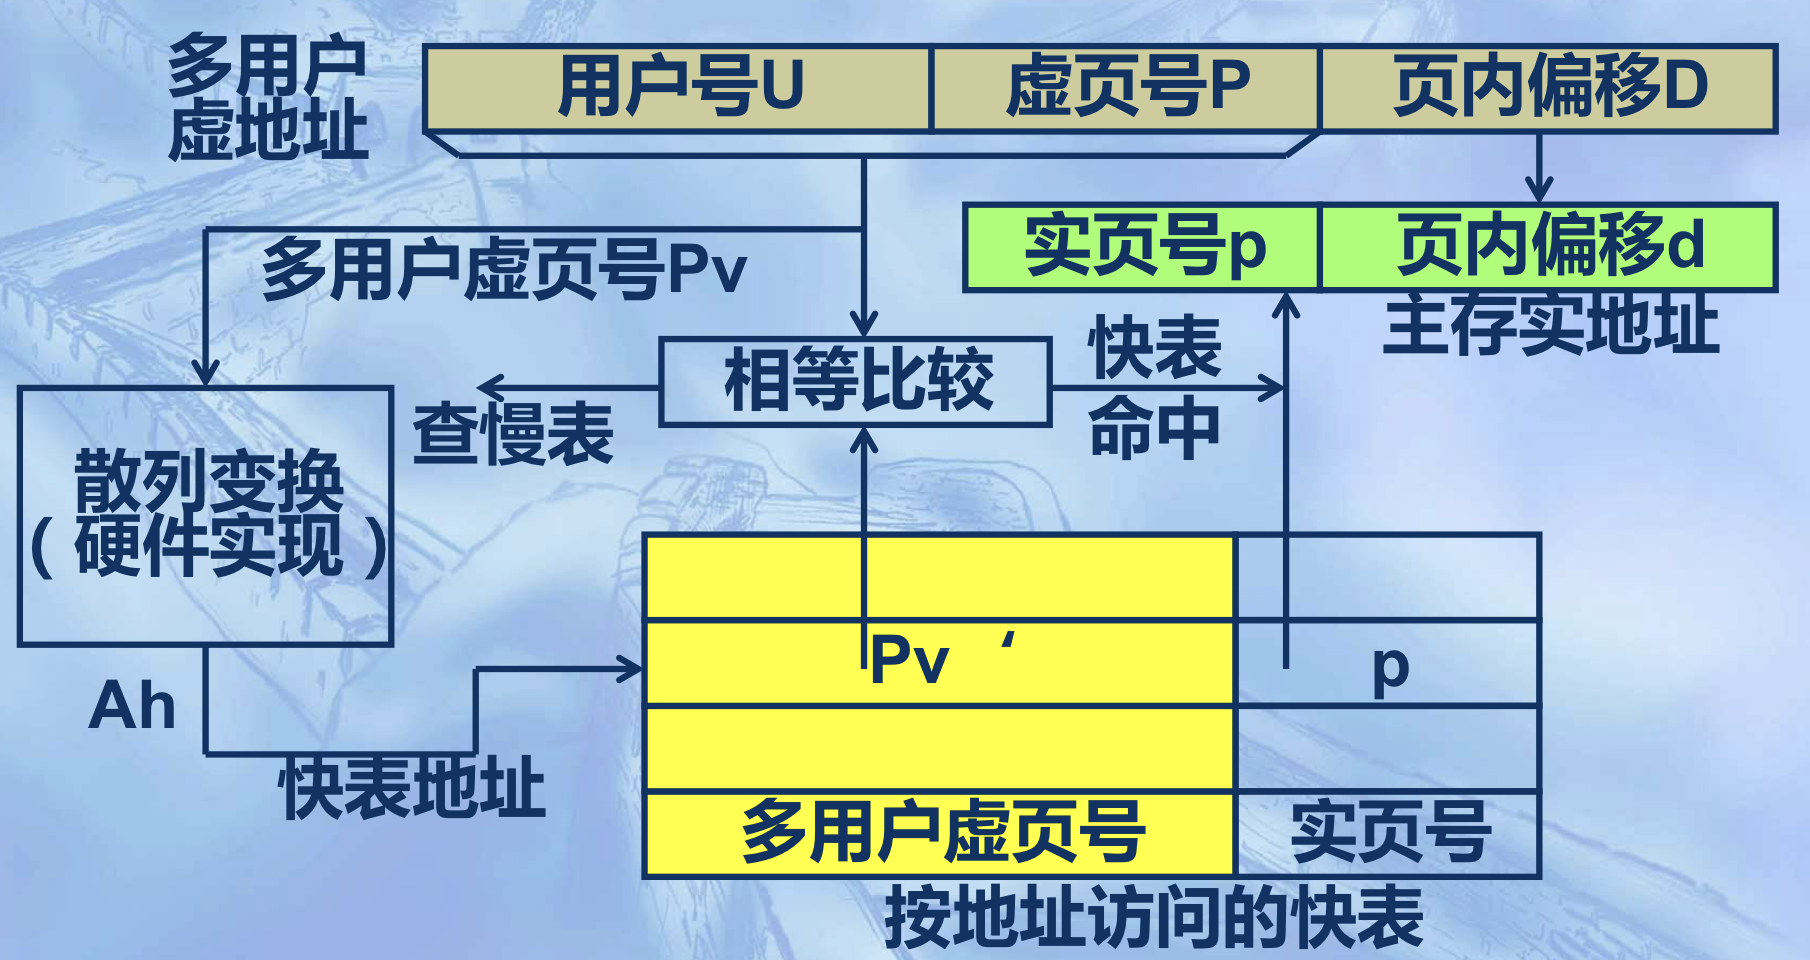 多用户
虚地址
用户号U
虚页号P
页内偏移D
实页号p
页内偏移d
主存实地址
多用户虚页号Pv
相等比较
快表
命中
查慢表
散列变换
(硬件实现)
Ah
快表地址
Pv‘
p
多用户虚页号
实页号
按地址访问的快表